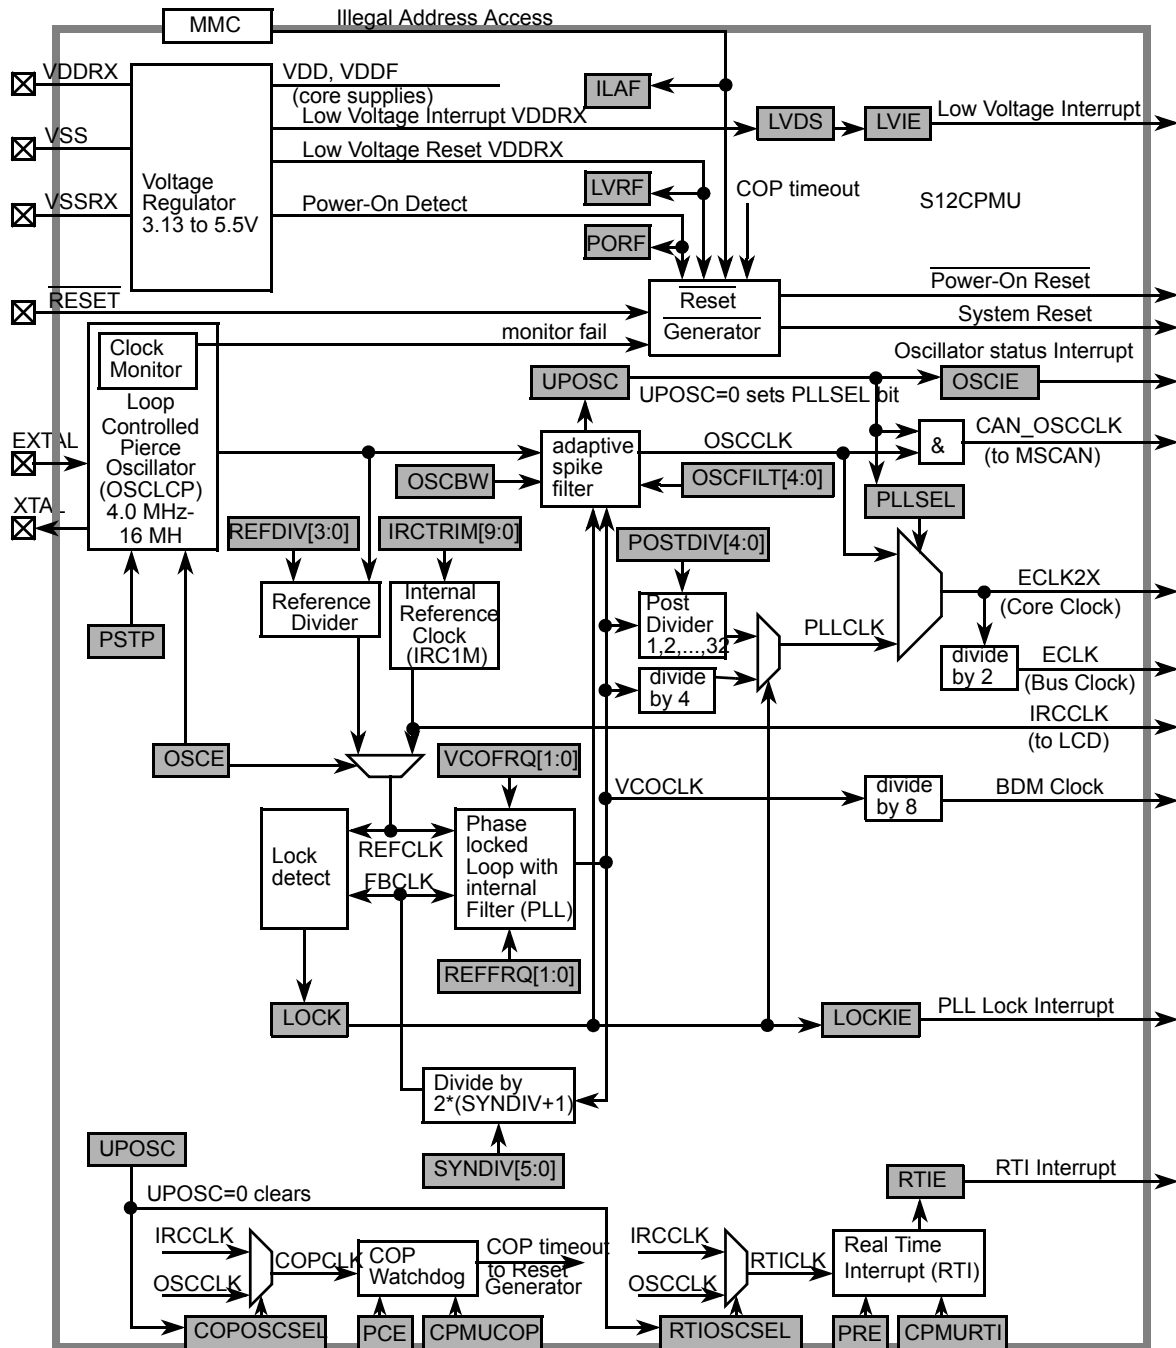 MMC
Illegal Address Access
VDDRX
VDD, VDDF
(core supplies)
ILAF
Low Voltage Interrupt VDDRX
LVDS
LVIE
Low Voltage Interrupt
VSS
Low Voltage Reset VDDRX
Voltage
Regulator
3.13 to 5.5V
LVRF
COP timeout
S12CPMU
VSSRX
Power-On Detect
PORF
RESET
Reset
Generator
Power-On Reset
System Reset
Clock
Monitor
monitor fail
Oscillator status Interrupt
UPOSC
UPOSC=0 sets PLLSEL bit
OSCIE
Loop
Controlled
Pierce
Oscillator
(OSCLCP)
4.0 MHz-
16 MH
EXTAL
XTAL
adaptive
spike
filter
OSCCLK
&
CAN_OSCCLK
(to MSCAN)
OSCBW
OSCFILT[4:0]
PLLSEL
REFDIV[3:0]
IRCTRIM[9:0]
POSTDIV[4:0]
Reference
Divider
Internal
Reference
Clock
(IRC1M)
Post
Divider
1,2,...,32
PLLCLK
ECLK2X
(Core Clock)
PSTP
divide
by 4
divide
by 2
ECLK
(Bus Clock)
IRCCLK
(to LCD)
OSCE
VCOFRQ[1:0]
VCOCLK
divide
by 8
BDM Clock
Lock
detect
REFCLK
FBCLK
Phase
locked
Loop with
internal
Filter (PLL)
REFFRQ[1:0]
LOCK
LOCKIE
PLL Lock Interrupt
Divide by
2*(SYNDIV+1)
SYNDIV[5:0]
UPOSC
UPOSC=0 clears
RTIE
RTI Interrupt
IRCCLK
OSCCLK
COPCLK
COP
Watchdog
COP timeout
to Reset
Generator
IRCCLK
OSCCLK
RTICLK
Real Time
Interrupt (RTI)
COPOSCSEL
PCE
CPMUCOP
RTIOSCSEL
PRE
CPMURTI